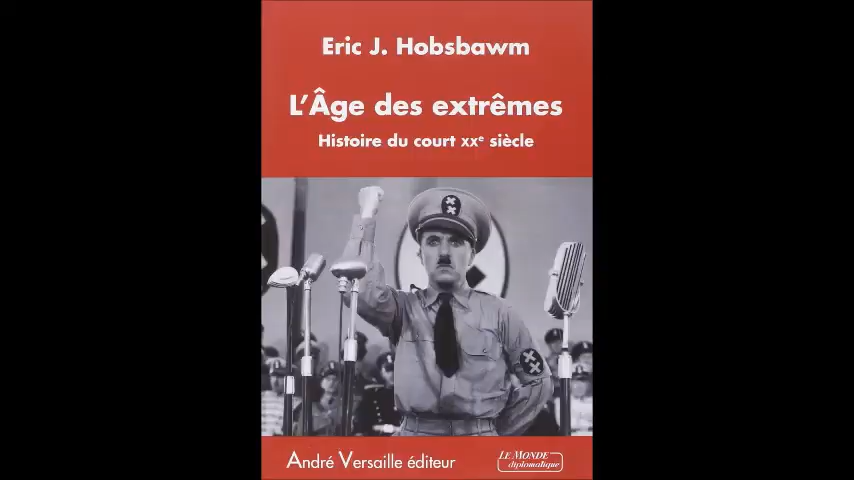 Eric J. Hobsbawm
L'Âge des extrêmes
Histoire du court XXe siècle
André Versaille éditeur
LE MONDE
diplomatique